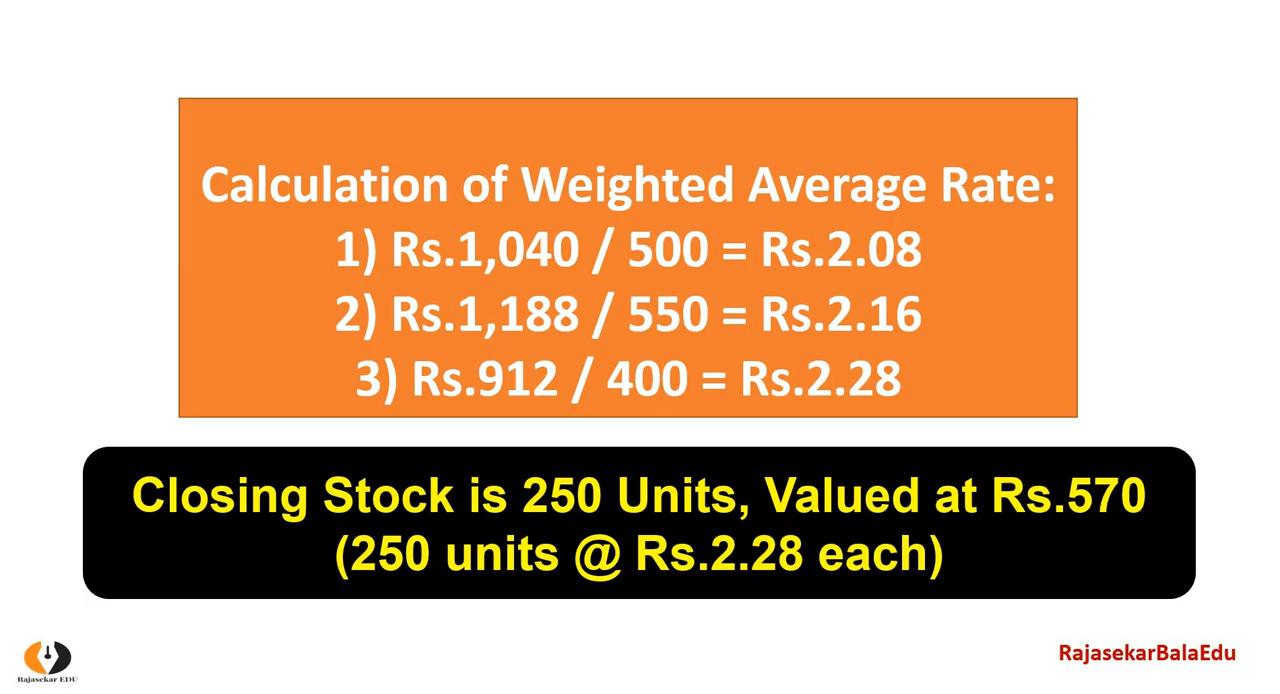 Calculation of Weighted Average Rate:
1) Rs.1,040 / 500 = Rs.2.08
2) Rs.1,188 / 550 = Rs.2.16
3) Rs.912 / 400 = Rs.2.28
Closing Stock is 250 Units, Valued at Rs.570
(250 units @ Rs.2.28 each)
Rajasekar EDU
RajasekarBalaEdu